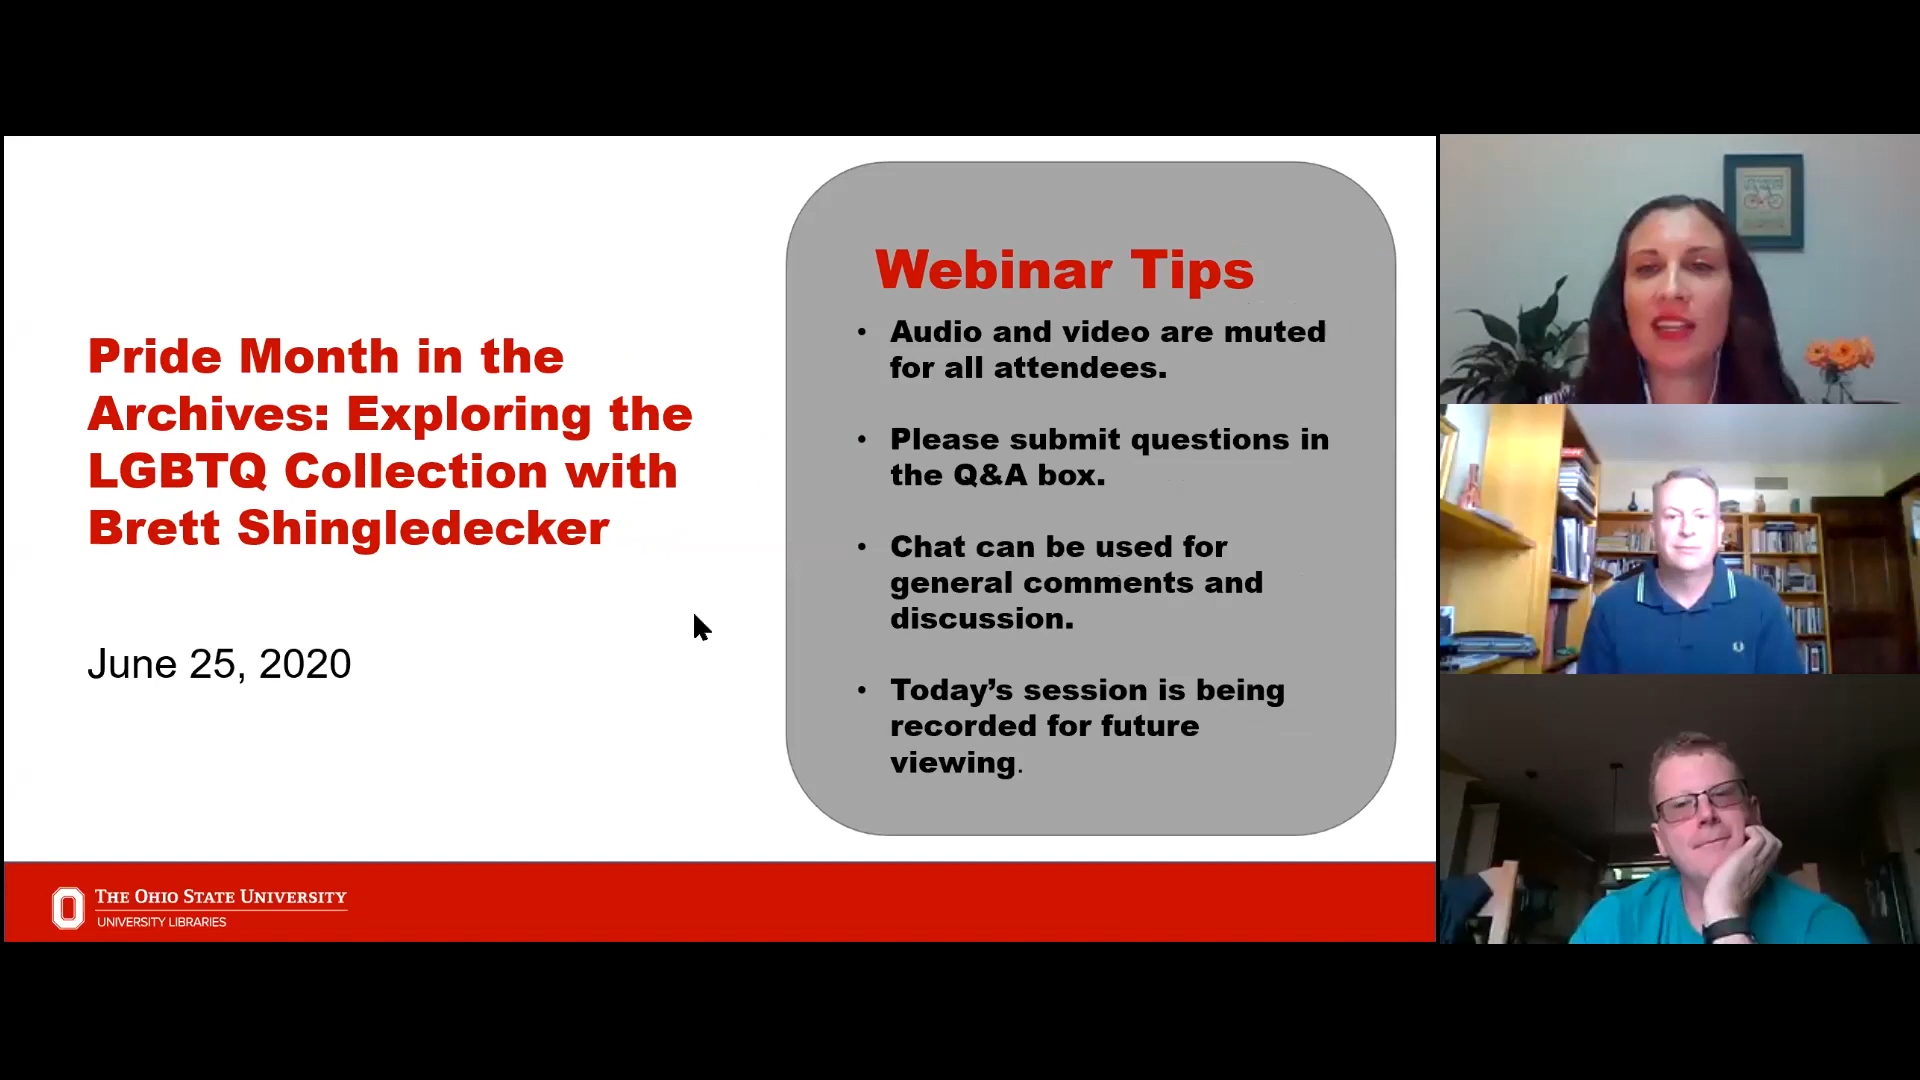 Pride Month in the
Archives: Exploring the
LGBTQ Collection with
Brett Shingledecker
June 25, 2020
Webinar Tips
• Audio and video are muted
for all attendees.
• Please submit questions in
the Q&A box.
• Chat can be used for
general comments and
discussion.
• Today’s session is being
recorded for future
viewing.
THE OHIO STATE UNIVERSITY
UNIVERSITY LIBRARIES